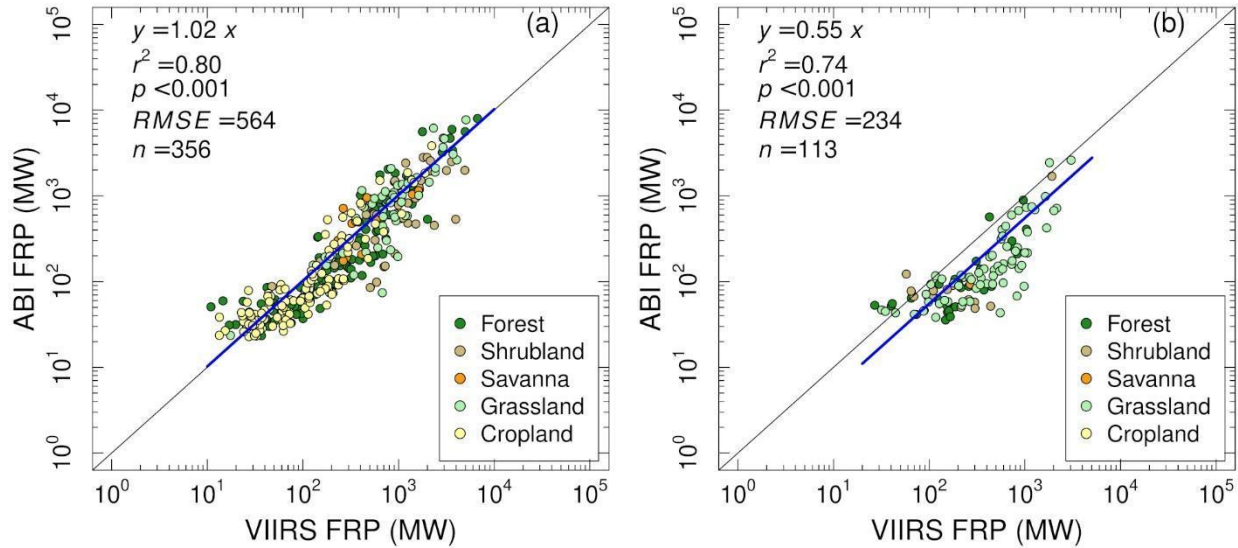 (a)
y =1.02 x
r² =0.80
p <0.001
RMSE =564
n =356
10⁵
10⁴
10³
10²
10¹
10⁰
ABI FRP (MW)
Forest
Shrubland
Savanna
Grassland
Cropland
10⁰ 10¹ 10² 10³ 10⁴ 10⁵
VIIRS FRP (MW)
(b)
y =0.55 x
r² =0.74
p <0.001
RMSE =234
n =113
10⁵
10⁴
10³
10²
10¹
10⁰
ABI FRP (MW)
Forest
Shrubland
Savanna
Grassland
Cropland
10⁰ 10¹ 10² 10³ 10⁴ 10⁵
VIIRS FRP (MW)